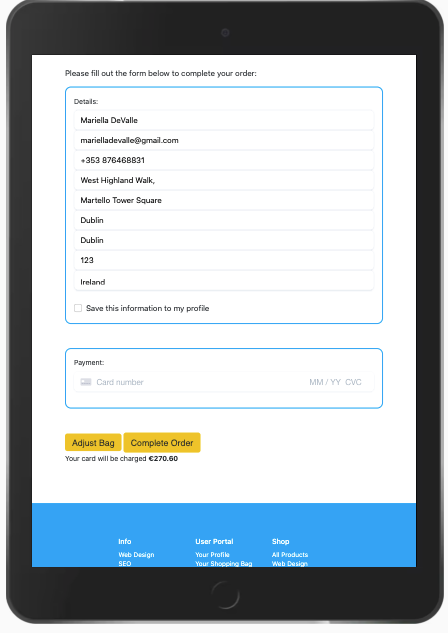 Please fill out the form below to complete your order:
Details:
Mariella DeValle
marielladevalle@gmail.com
+353 876468831
West Highland Walk,
Martello Tower Square
Dublin
Dublin
123
Ireland
Save this information to my profile
Payment:
Card number MM / YY CVC
Adjust Bag Complete Order
Your card will be charged €270.60
Info User Portal Shop
Web Design Your Profile All Products
SEO Your Shopping Bag Web Design